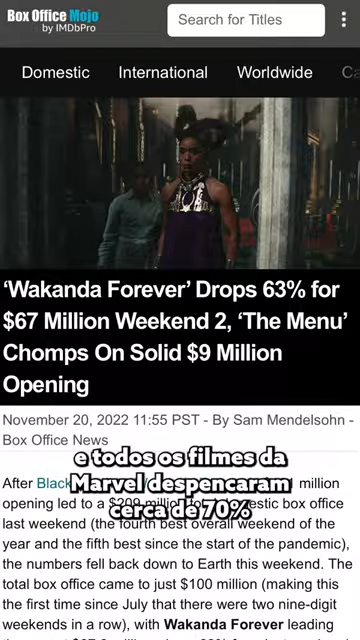 Box Office Mojo
by IMDbPro
Search for Titles
Domestic International Worldwide
‘Wakanda Forever’ Drops 63% for
$67 Million Weekend 2, ‘The Menu’
Chomps On Solid $9 Million
Opening
November 20, 2022 11:55 PST - By Sam Mendelsohn -
Box Office News
e todos os filmes da
Marvel despencaram
cerca de 70%
After Black million
opening led to a $209 million domestic box office
last weekend (the fourth best overall weekend of the
year and the fifth best since the start of the pandemic),
the numbers fell back down to Earth this weekend. The
total box office came to just $100 million (making this
the first time since July that there were two nine-digit
weekends in a row), with Wakanda Forever leading